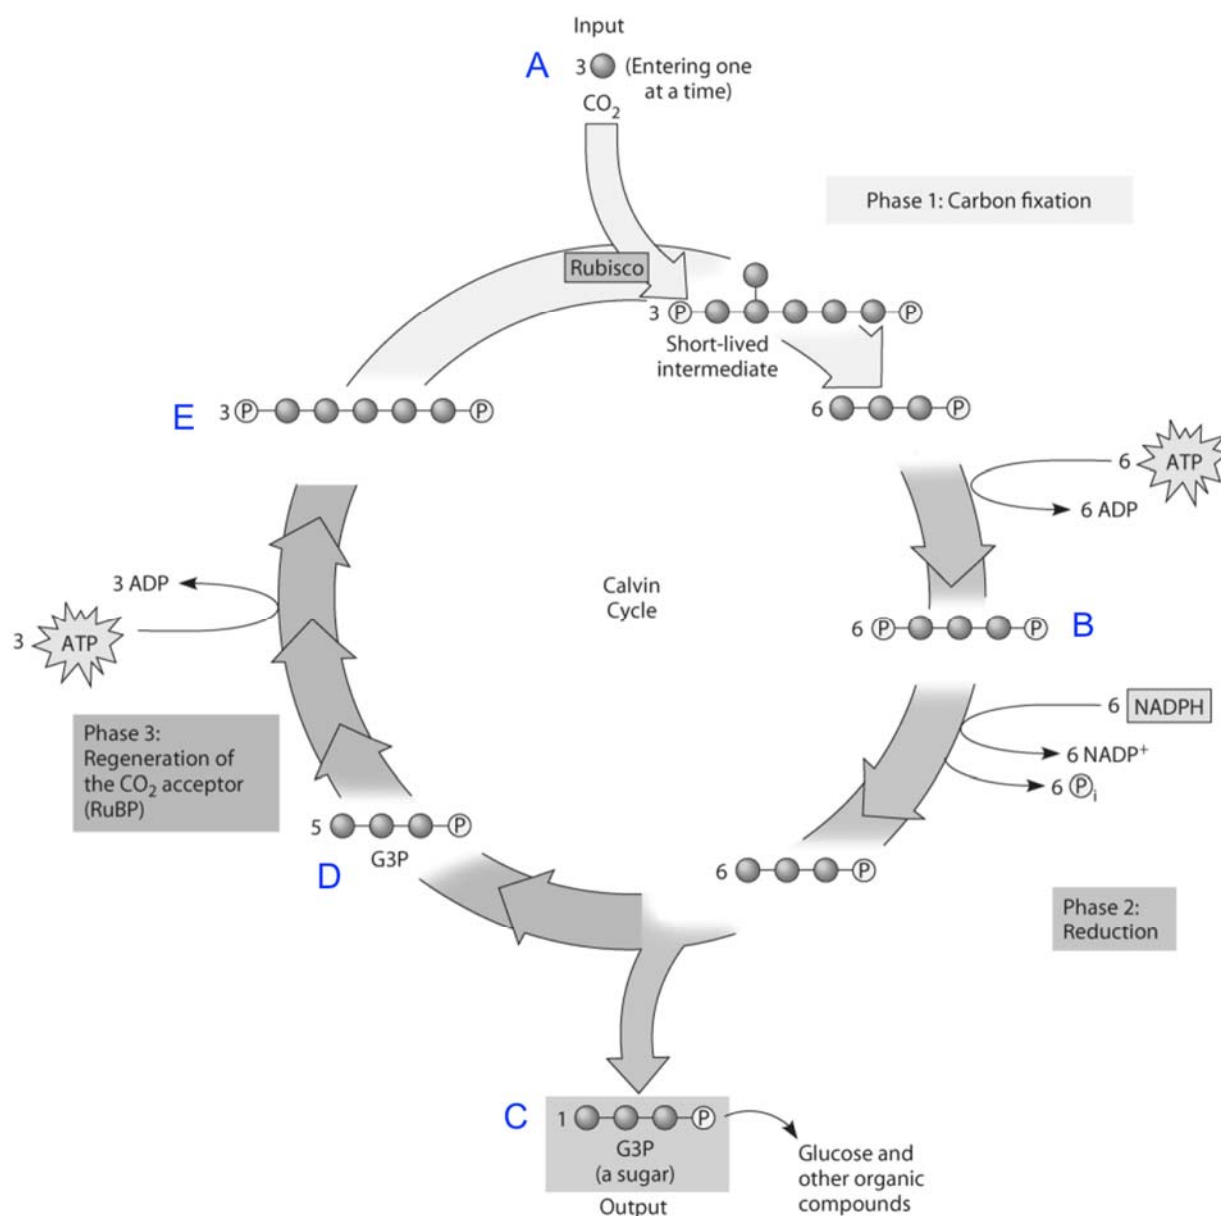 Input
A
3 (Entering one
at a time)
CO₂
Phase 1: Carbon fixation
Rubisco
3 P P
Short-lived
intermediate
E
3 P P
6 P
6 ATP
6 ADP
Calvin
Cycle
3 ADP
3 ATP
6 P P
B
6 NADPH
6 NADP⁺
6 Pᵢ
Phase 3:
Regeneration of
the CO₂ acceptor
(RuBP)
5 P
G3P
D
6 P
Phase 2:
Reduction
C
1 P
G3P
(a sugar)
Output
Glucose and
other organic
compounds